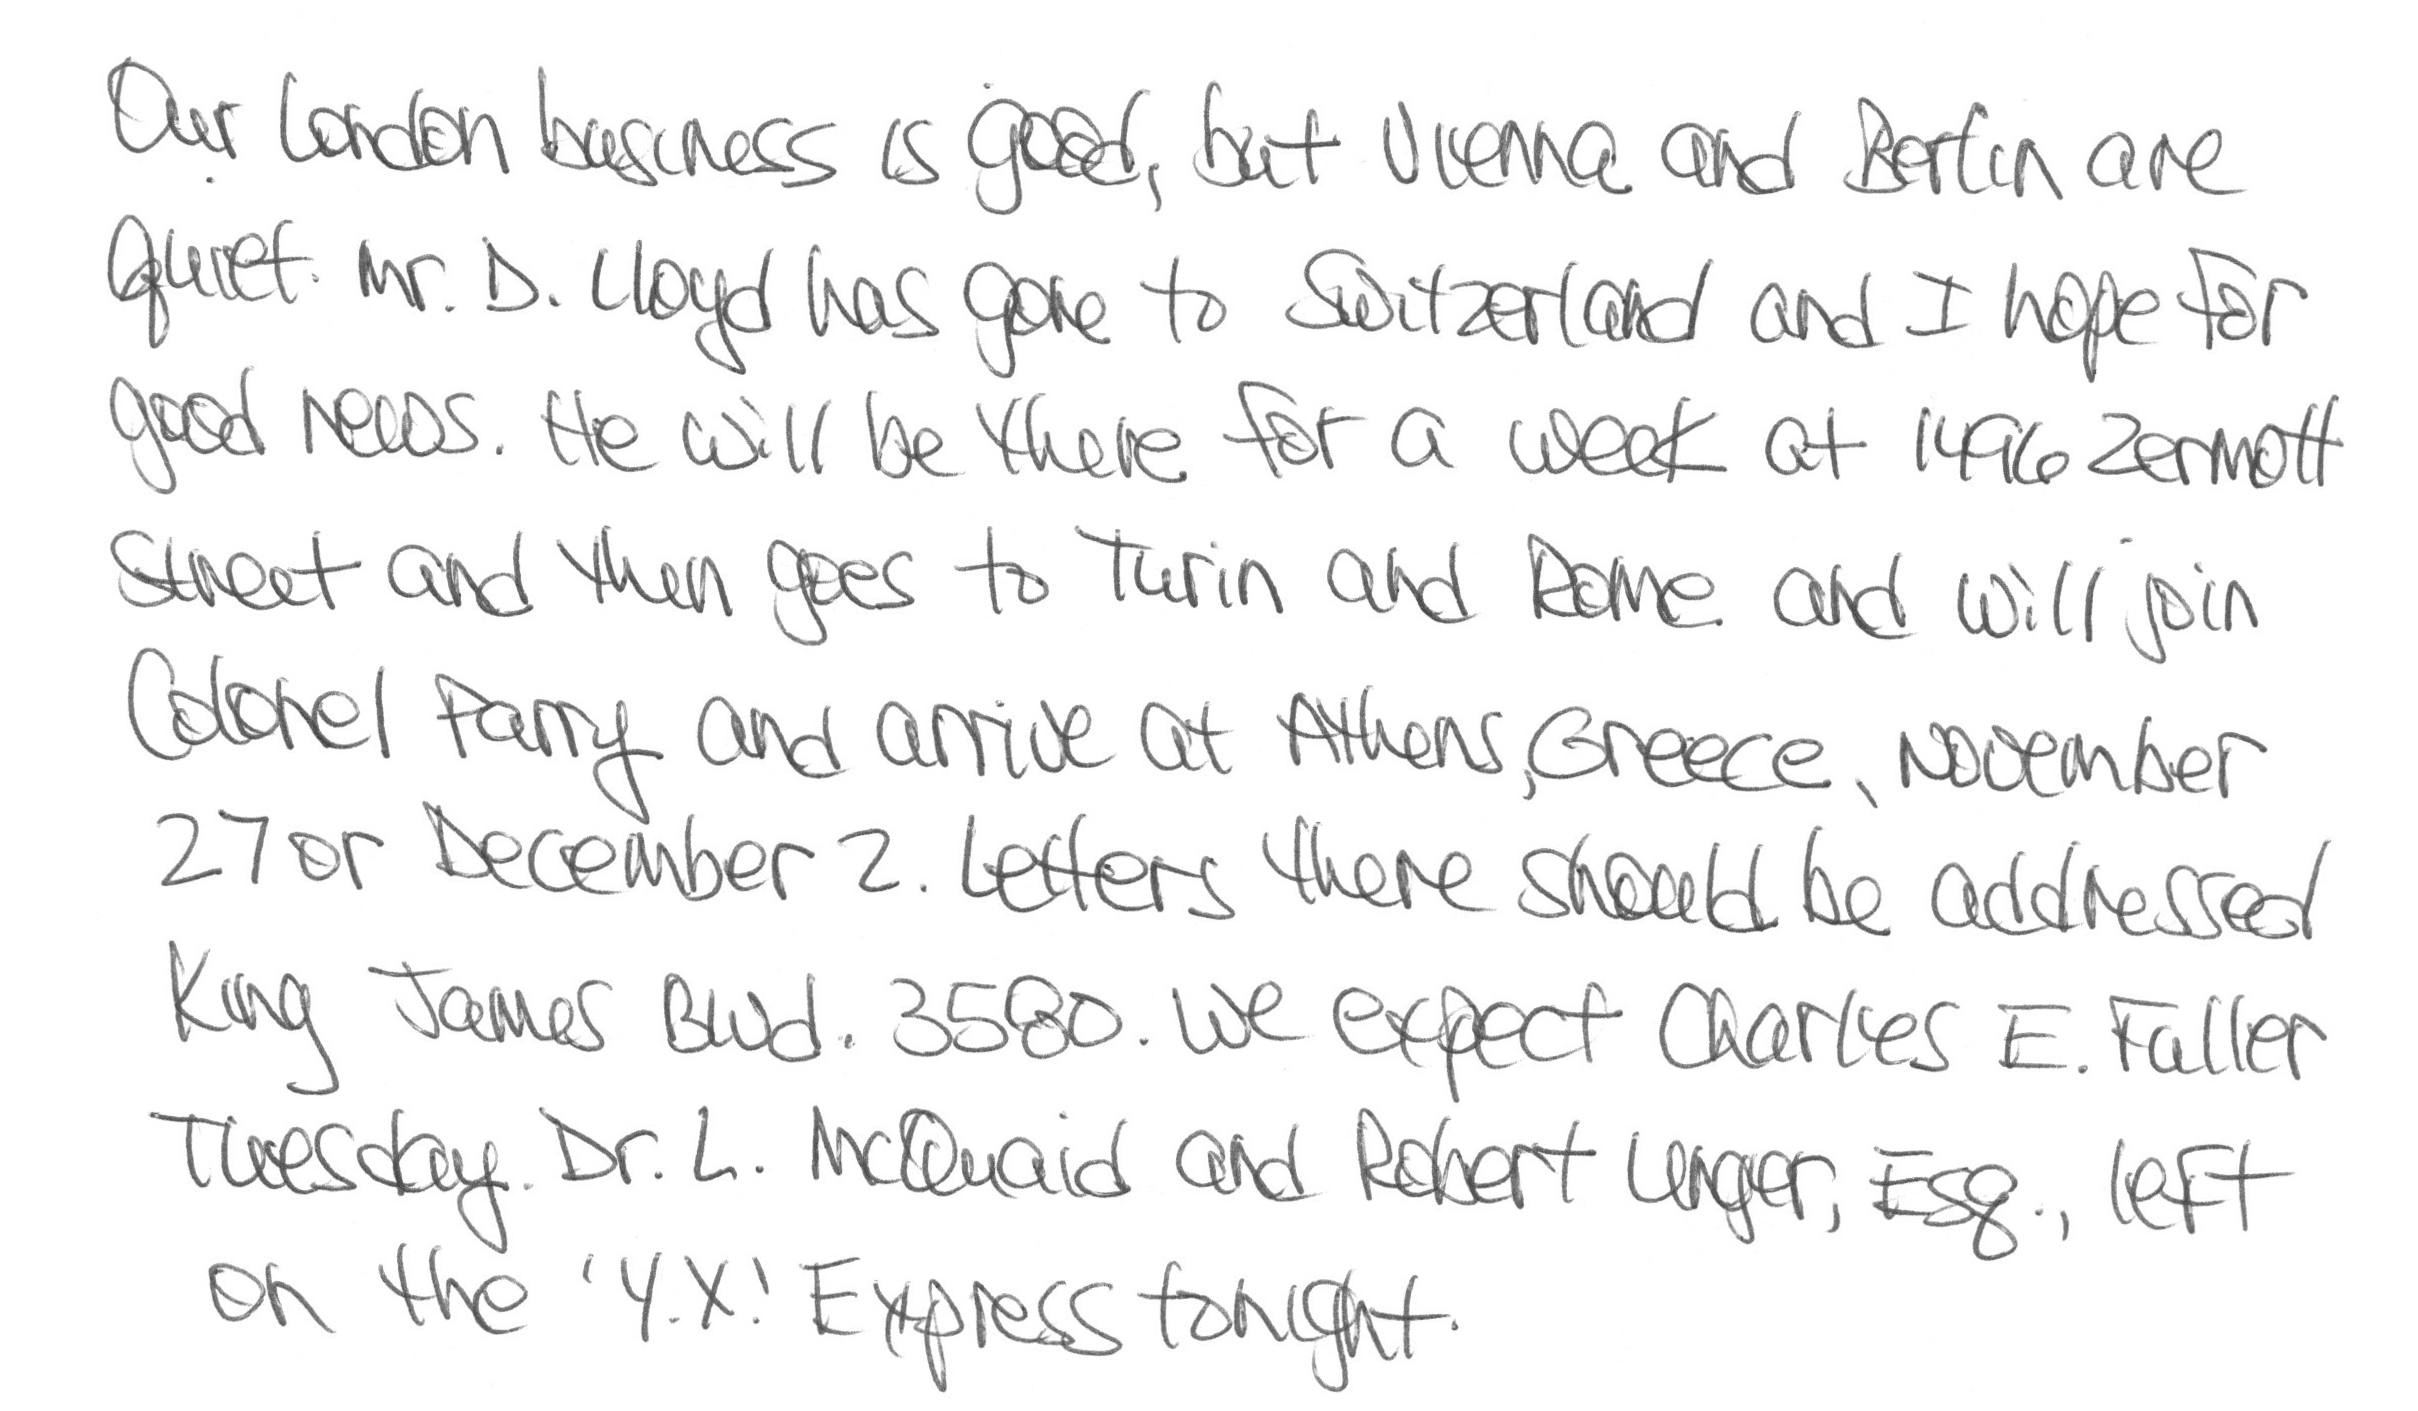 Our London business is good, but Vienna and Berlin are
quiet. Mr. D. Lloyd has gone to Switzerland and I hope for
good news. He will be there for a week at 1496 Zermott
Street and then goes to Turin and Rome and will join
Colonel Parry and arrive at Athens, Greece, November
27 or December 2. Letters there should be addressed
King James Blvd. 3580. We expect Charles E. Fuller
Tuesday. Dr. L. McQuaid and Robert Unger, Esq., left
on the 'Y.X.' Express tonight.